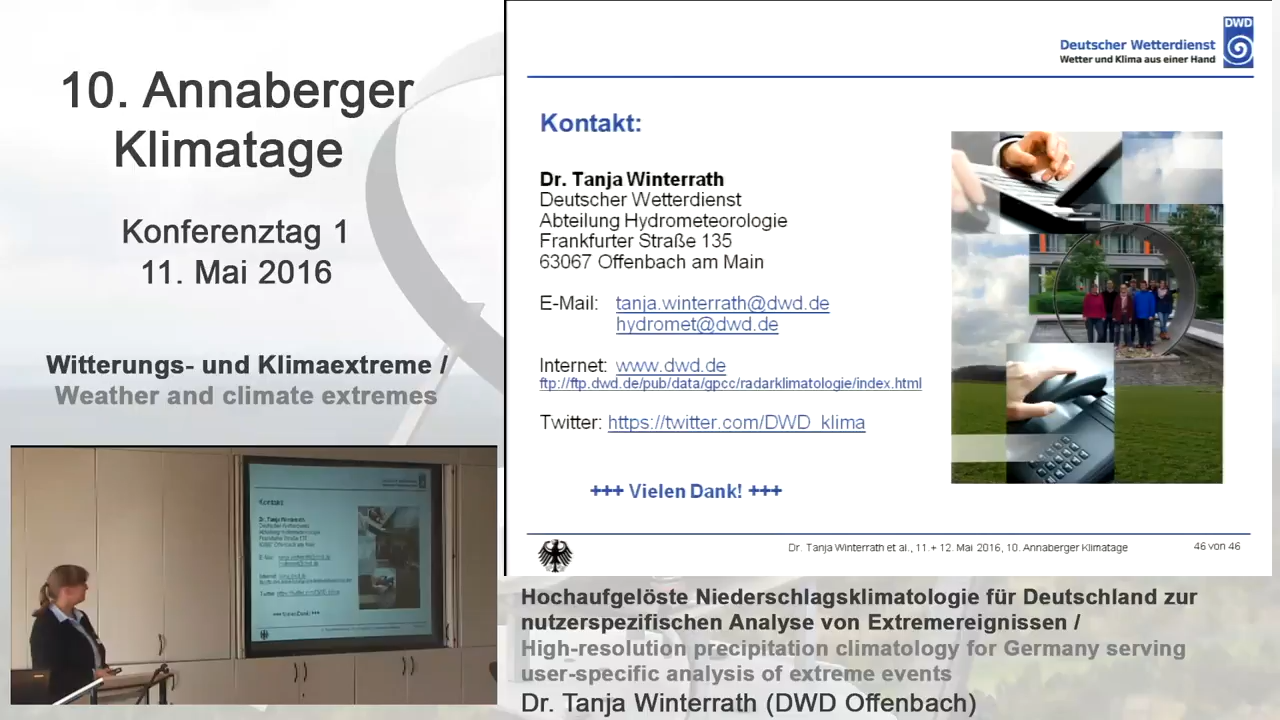 10. Annaberger
Klimatage
Konferenztag 1
11. Mai 2016
Witterungs- und Klimaextreme /
Weather and climate extremes
DWD
Deutscher Wetterdienst
Wetter und Klima aus einer Hand
Kontakt:
Dr. Tanja Winterrath
Deutscher Wetterdienst
Abteilung Hydrometeorologie
Frankfurter Straße 135
63067 Offenbach am Main
E-Mail: tanja.winterrath@dwd.de
hydromet@dwd.de
Internet: www.dwd.de
ftp://ftp.dwd.de/pub/data/gpcc/radarklimatologie/index.html
Twitter: https://twitter.com/DWD_klima
+++ Vielen Dank! +++
Dr. Tanja Winterrath et al., 11.+ 12. Mai 2016, 10. Annaberger Klimatage
46 von 46
Hochaufgelöste Niederschlagsklimatologie für Deutschland zur
nutzerspezifischen Analyse von Extremereignissen /
High-resolution precipitation climatology for Germany serving
user-specific analysis of extreme events
Dr. Tanja Winterrath (DWD Offenbach)